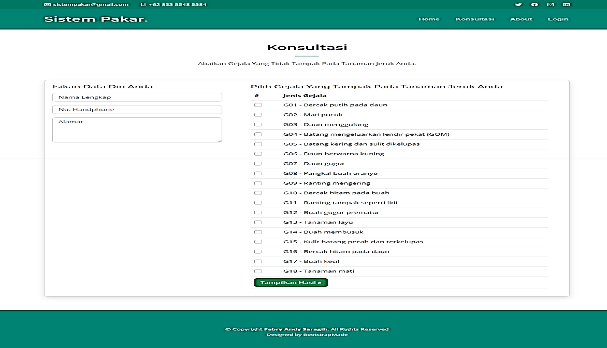 sistempakar@gmail.com
Sistem Pakar.
Home Konsultasi About Login
Konsultasi
Abaikan Gejala Yang Tidak Tampak Pada Tanaman Jeruk Anda.
Isikan Data Diri Anda
Nama Lengkap
No. Handphone
Alamat
Pilih Gejala Yang Tampak Pada Tanaman Jeruk Anda
# Jenis Gejala
G01 - Bercak putih pada daun
G02 - Mati pucuk
G03 - Daun menggulung
G04 - Batang mengeluarkan lendir pekat (GOM)
G05 - Batang kering dan sulit dikelupas
G06 - Daun berwarna kuning
G07 - Daun gugur
G08 - Pangkal buah oranye
G09 - Ranting mengering
G10 - Bercak hitam pada buah
G11 - Ranting tampak seperti
G12 - Buah gugur prematur
G13 - Tanaman layu
G14 - Buah membusuk
G15 - Kulit batang pecah dan terkelupas
G16 - Bercak hitam pada daun
G17 - Buah kecil
G18 - Tanaman mati
Tampilkan Hasil
© Copyright Febry Andy Saragih. All Rights Reserved
Designed by BootstrapMade